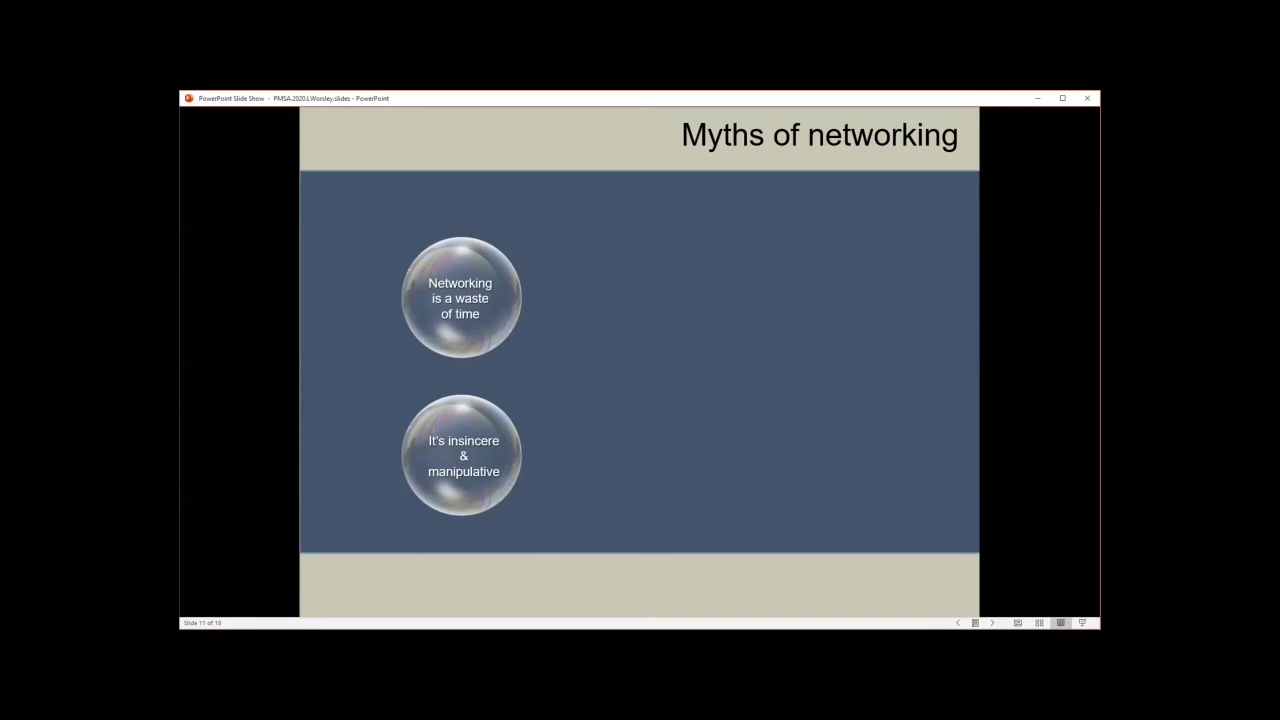 PowerPoint Slide Show - PMSA.2020.LWorsley.slides - PowerPoint
Myths of networking
Networking
is a waste
of time
It's insincere
&
manipulative
Slide 11 of 18